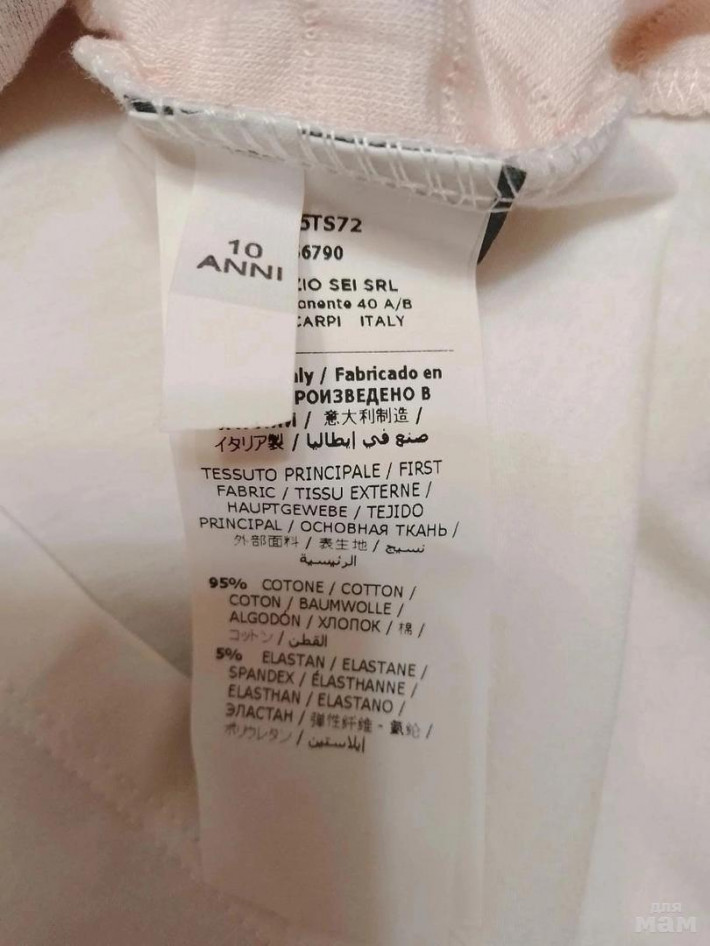 10
ANNI
5TS72
6790
ZIO SEI SRL
onente 40 A/B
CARPI ITALY
aly / Fabricado en
РОИЗВЕДЕНО В
/ 意大利制造 /
イタリア製 / صنع في إيطاليا
TESSUTO PRINCIPALE / FIRST
FABRIC / TISSU EXTERNE /
HAUPTGEWEBE / TEJIDO
PRINCIPAL / ОСНОВНАЯ ТКАНЬ /
外部面料 / 表生地 / نسيج
الرئيسية
95% COTONE / COTTON /
COTON / BAUMWOLLE /
ALGODÓN / ХЛОПОК / 棉 /
コットン / القطن
5% ELASTAN / ELASTANE /
SPANDEX / ÉLASTHANNE /
ELASTHAN / ELASTANO /
ЭЛАСТАН / 弹性纤维 - 氨纶 /
ポリウレタン / إيلاستين
для
мам